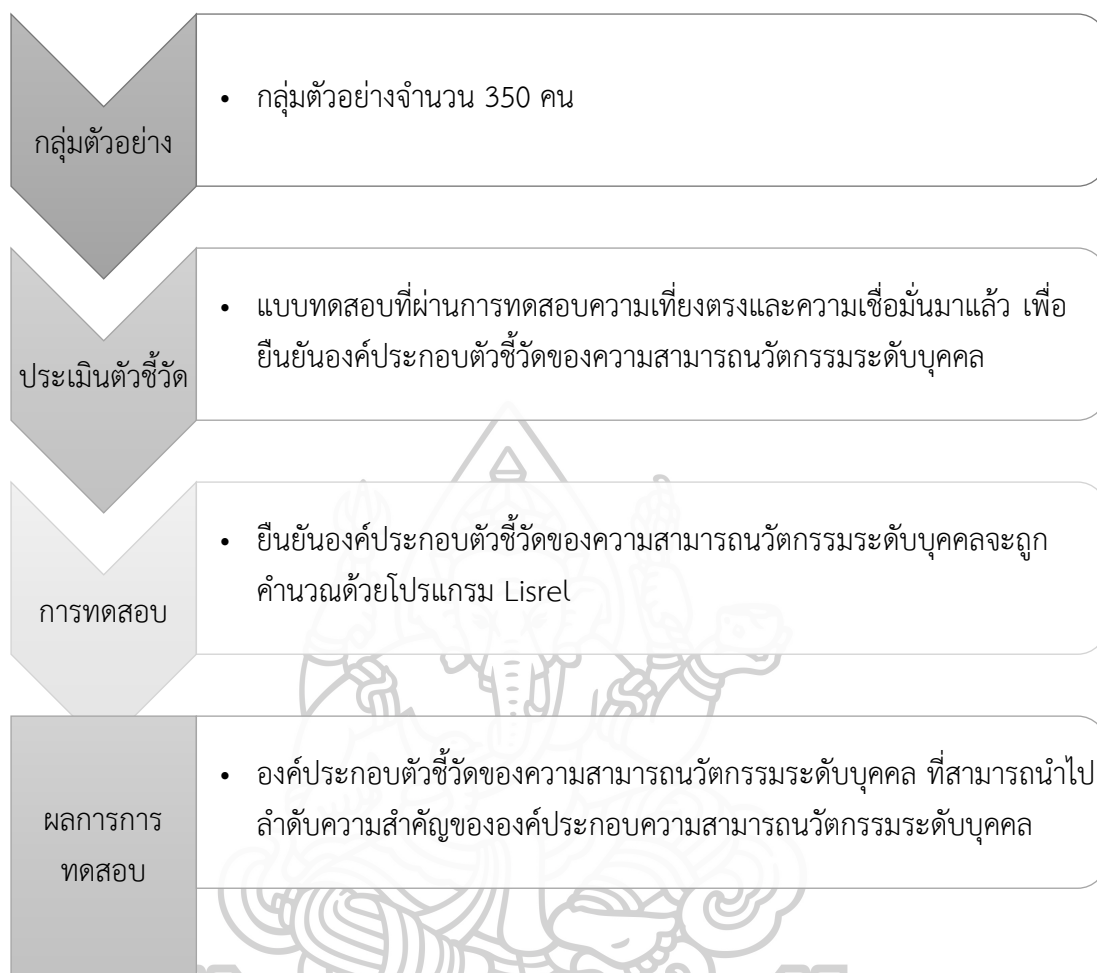 กลุ่มตัวอย่าง
• กลุ่มตัวอย่างจำนวน 350 คน
ประเมินตัวชี้วัด
• แบบทดสอบที่ผ่านการทดสอบความเที่ยงตรงและความเชื่อมั่นมาแล้ว เพื่อ
ยืนยันองค์ประกอบตัวชี้วัดของความสามารถนวัตกรรมระดับบุคคล
การทดสอบ
• ยืนยันองค์ประกอบตัวชี้วัดของความสามารถนวัตกรรมระดับบุคคลจะถูก
คำนวณด้วยโปรแกรม Lisrel
ผลการการ
ทดสอบ
• องค์ประกอบตัวชี้วัดของความสามารถนวัตกรรมระดับบุคคล ที่สามารถนำไป
ลำดับความสำคัญขององค์ประกอบความสามารถนวัตกรรมระดับบุคคล